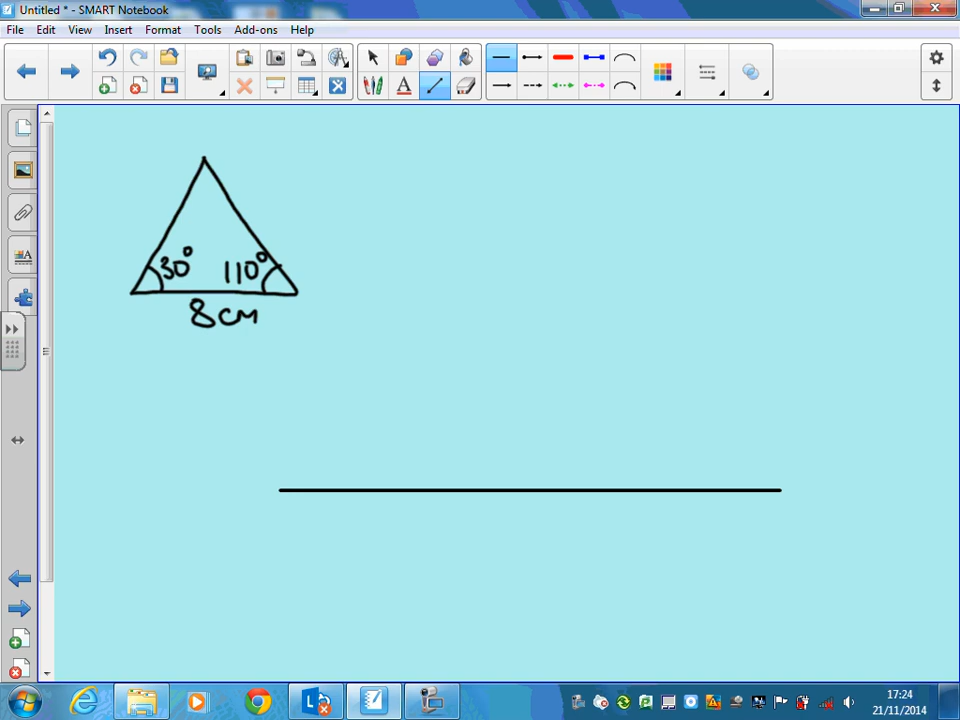 Untitled * - SMART Notebook
File Edit View Insert Format Tools Add-ons Help
30° 110°
8cm
17:24
21/11/2014